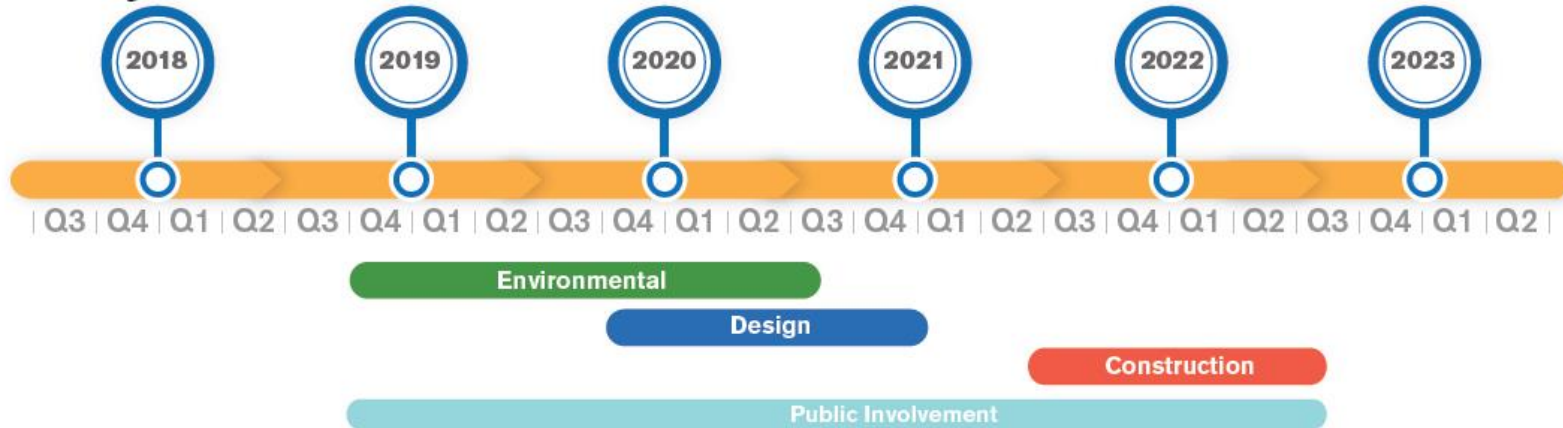 2018 2019 2020 2021 2022 2023
| Q3 | Q4 | Q1 | Q2 | Q3 | Q4 | Q1 | Q2 | Q3 | Q4 | Q1 | Q2 | Q3 | Q4 | Q1 | Q2 | Q3 | Q4 | Q1 | Q2 | Q3 | Q4 | Q1 | Q2 |
Environmental
Design
Construction
Public Involvement